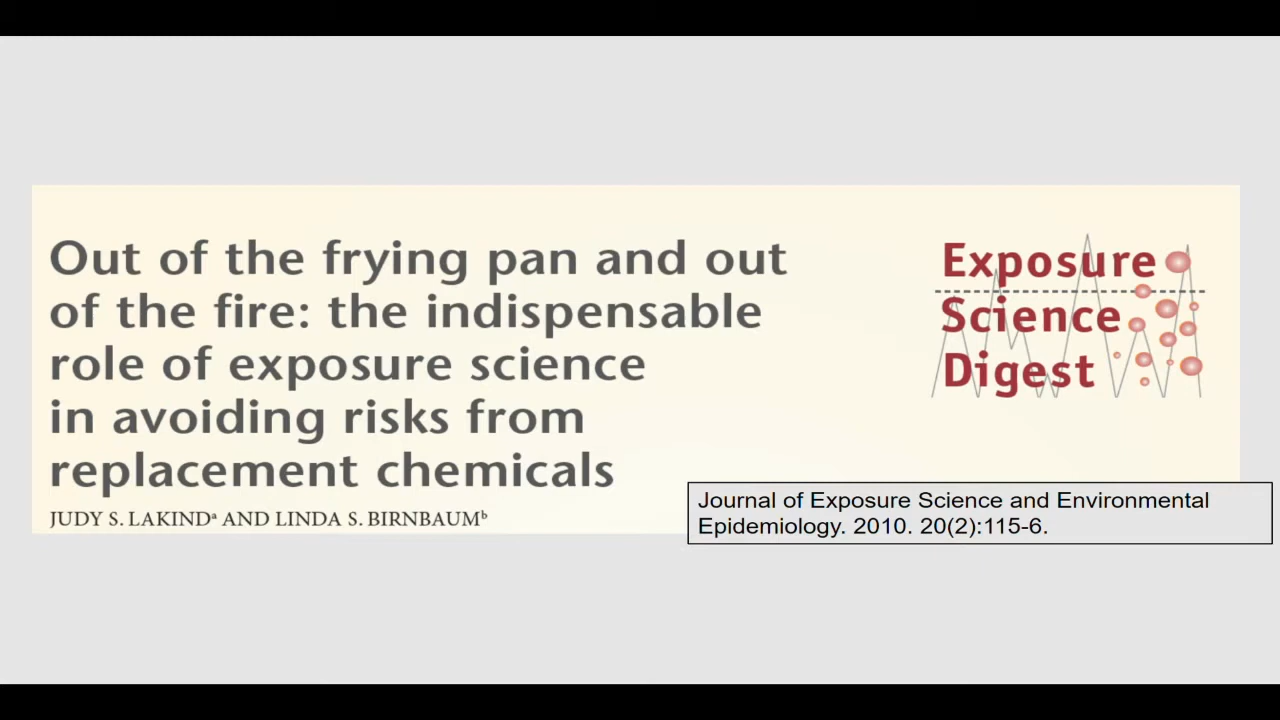 Out of the frying pan and out
of the fire: the indispensable
role of exposure science
in avoiding risks from
replacement chemicals
JUDY S. LAKINDᵃ AND LINDA S. BIRNBAUMᵇ
Exposure
Science
Digest
Journal of Exposure Science and Environmental
Epidemiology. 2010. 20(2):115-6.